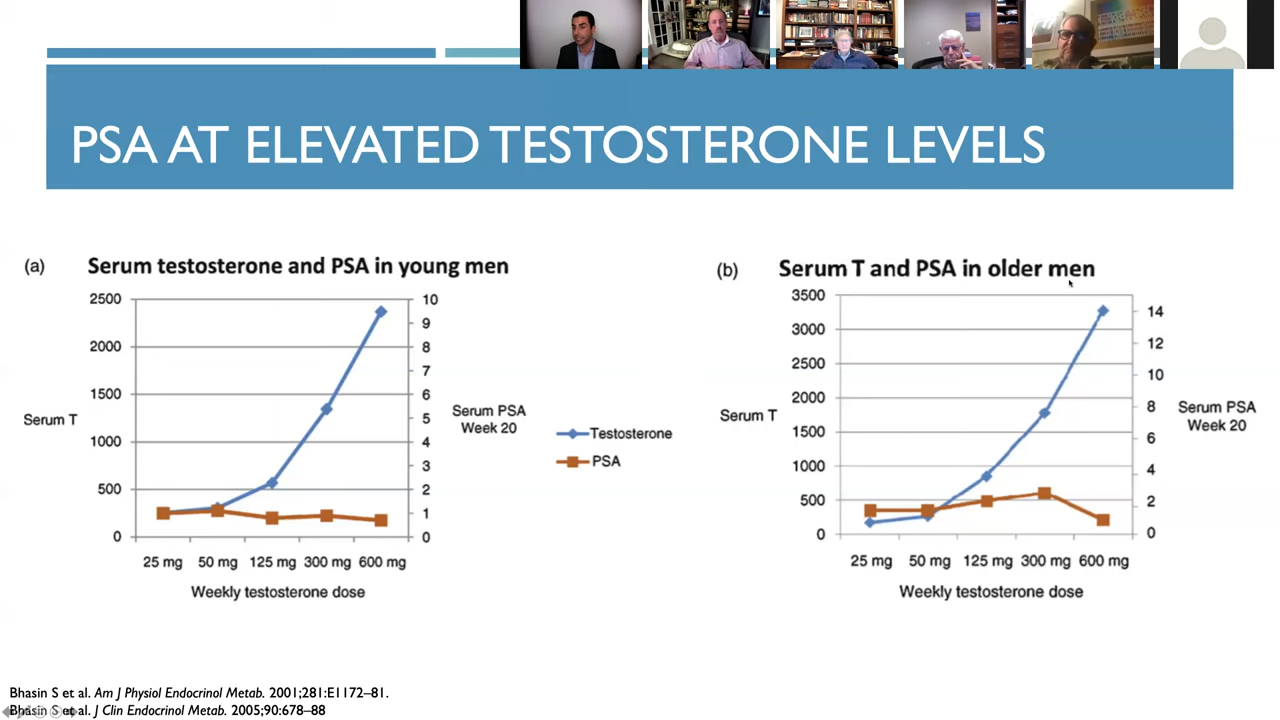 PSA AT ELEVATED TESTOSTERONE LEVELS
(a)
Serum testosterone and PSA in young men
2500
2000
1500
1000
500
0
Serum T
10
9
8
7
6
5
4
3
2
1
0
Serum PSA
Week 20
25 mg 50 mg 125 mg 300 mg 600 mg
Weekly testosterone dose
Testosterone
PSA
(b)
Serum T and PSA in older men
3500
3000
2500
2000
1500
1000
500
0
Serum T
14
12
10
8
6
4
2
0
Serum PSA
Week 20
25 mg 50 mg 125 mg 300 mg 600 mg
Weekly testosterone dose
Bhasin S et al. Am J Physiol Endocrinol Metab. 2001;281:E1172–81.
Bhasin S et al. J Clin Endocrinol Metab. 2005;90:678–88